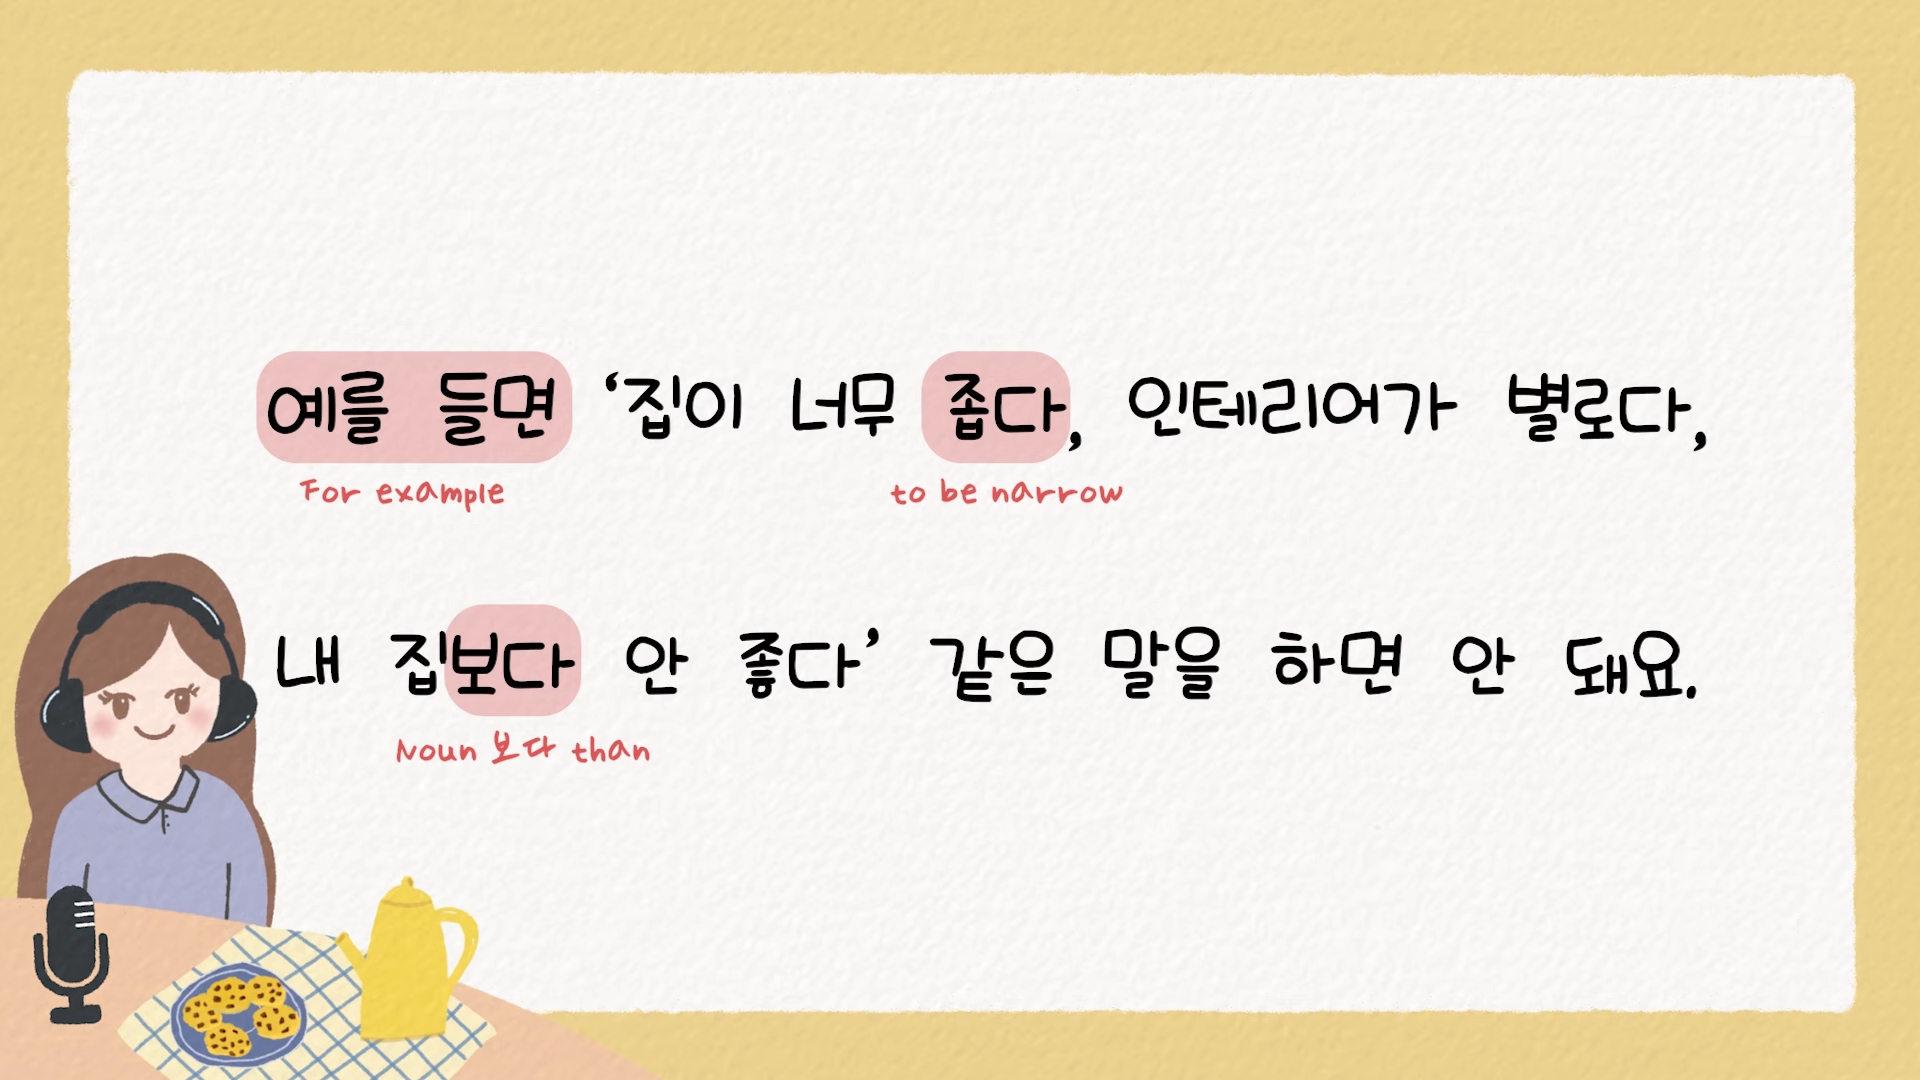 예를 들면 ‘집이 너무 좁다, 인테리어가 별로다,
For example to be narrow
내 집보다 안 좋다’ 같은 말을 하면 안 돼요.
Noun 보다 than